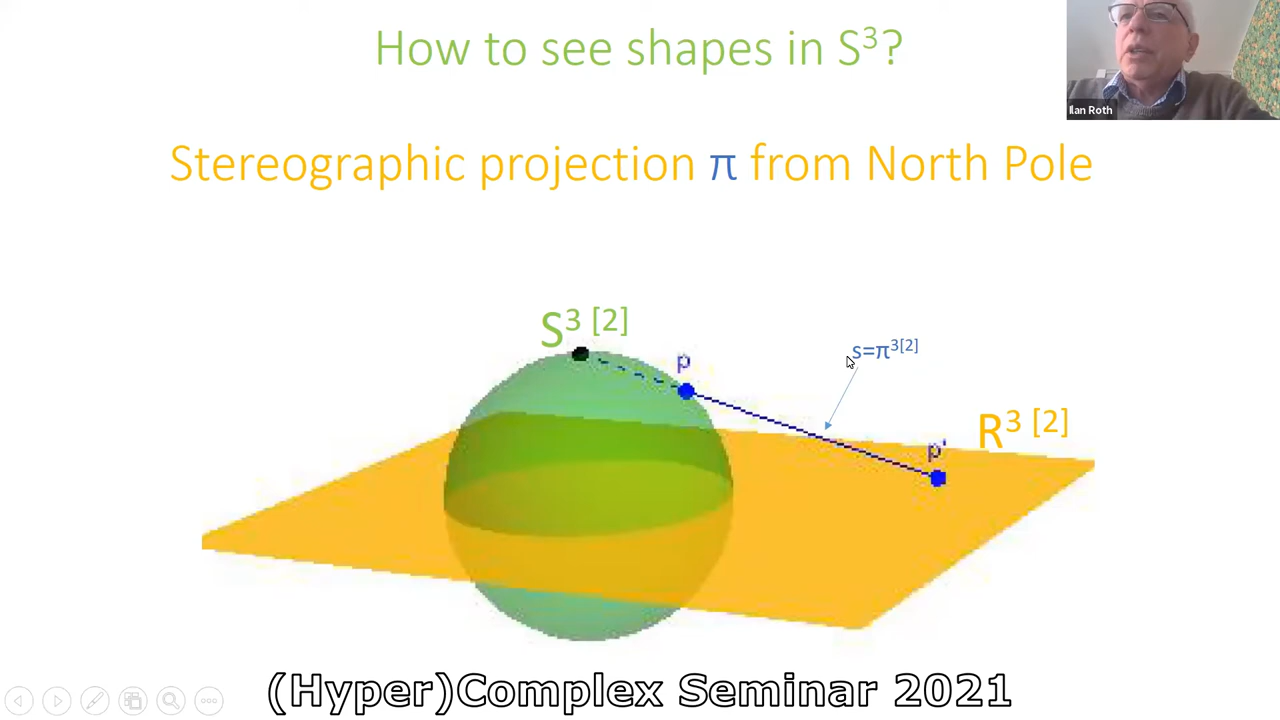 How to see shapes in S³?
Ilan Roth
Stereographic projection π from North Pole
S³ [2]
p
s=π³[2]
R³ [2]
p'
(Hyper)Complex Seminar 2021